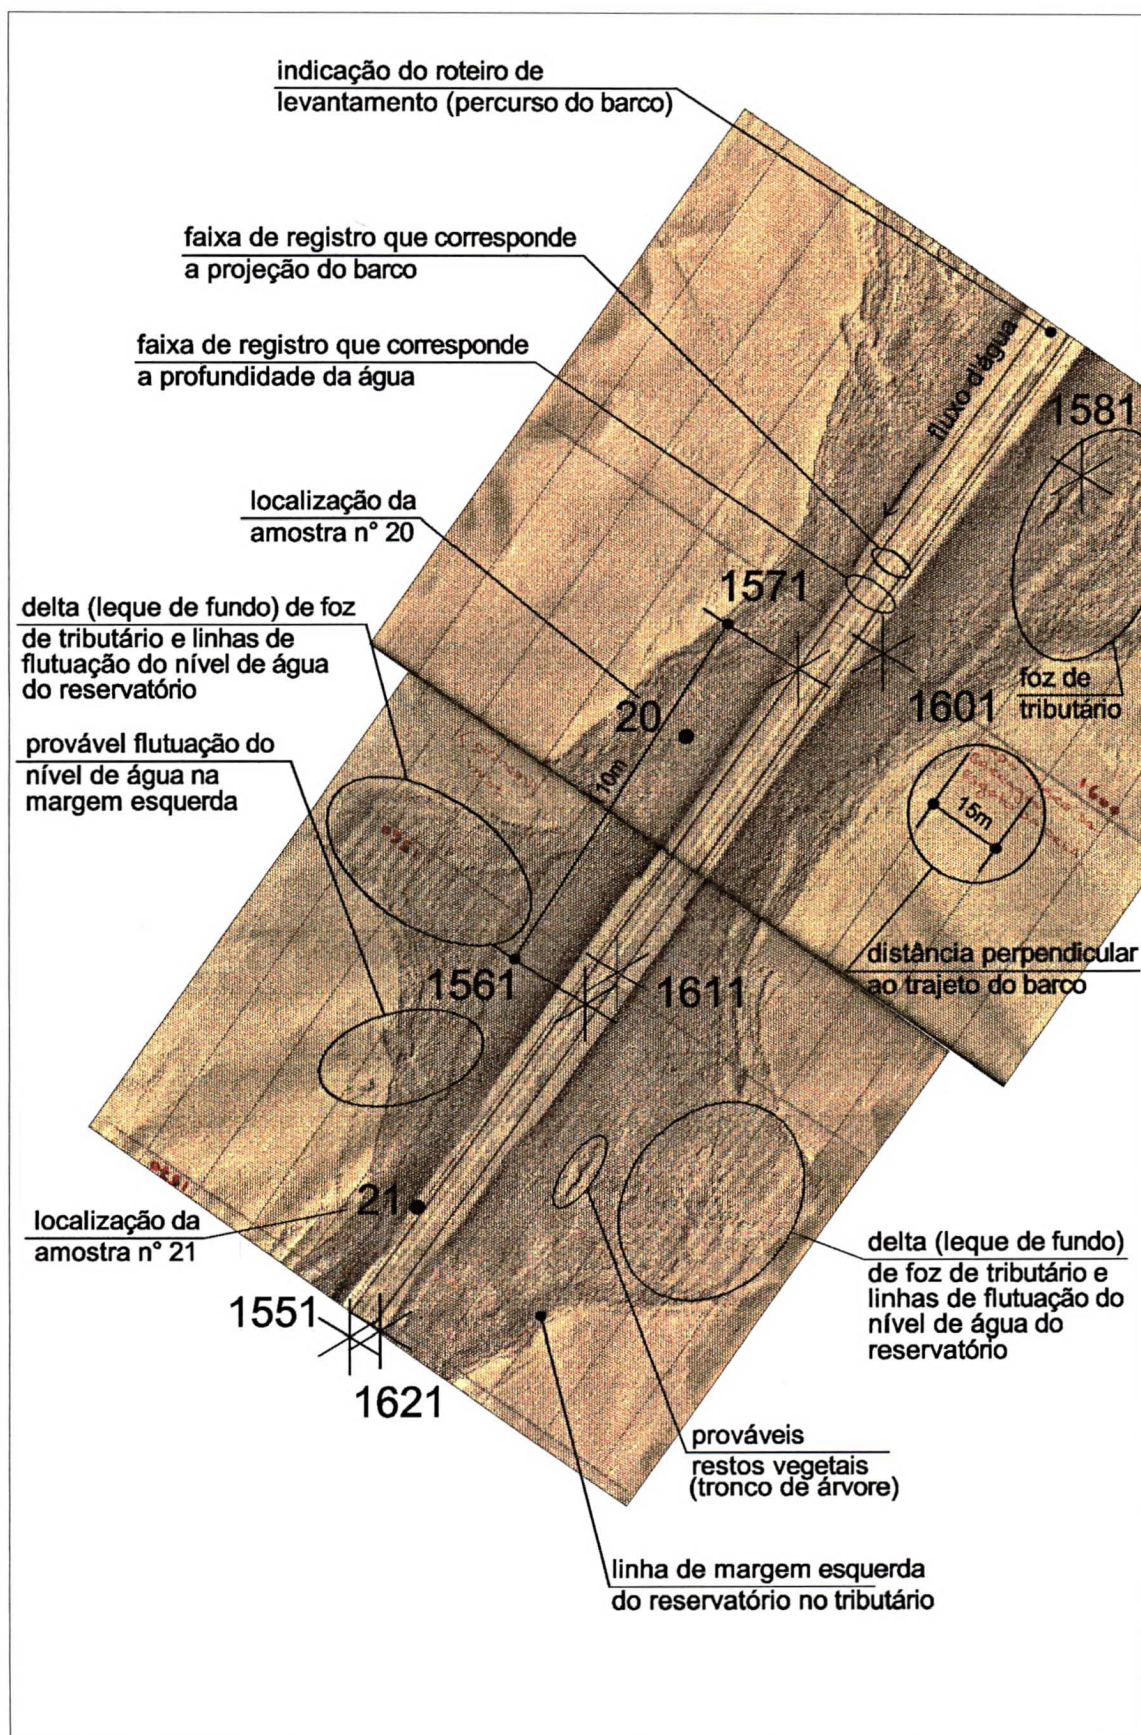 indicação do roteiro de
levantamento (percurso do barco)
faixa de registro que corresponde
a projeção do barco
faixa de registro que corresponde
a profundidade da água
fluxo d'água
1581
localização da
amostra n° 20
1571
delta (leque de fundo) de foz
de tributário e linhas de
flutuação do nível de água
do reservatório
20
1601
foz de
tributário
provável flutuação do
nível de água na
margem esquerda
10m
15m
1600
distância perpendicular
ao trajeto do barco
1561
1611
21
localização da
amostra n° 21
delta (leque de fundo)
de foz de tributário e
linhas de flutuação do
nível de água do
reservatório
1551
1621
prováveis
restos vegetais
(tronco de árvore)
linha de margem esquerda
do reservatório no tributário